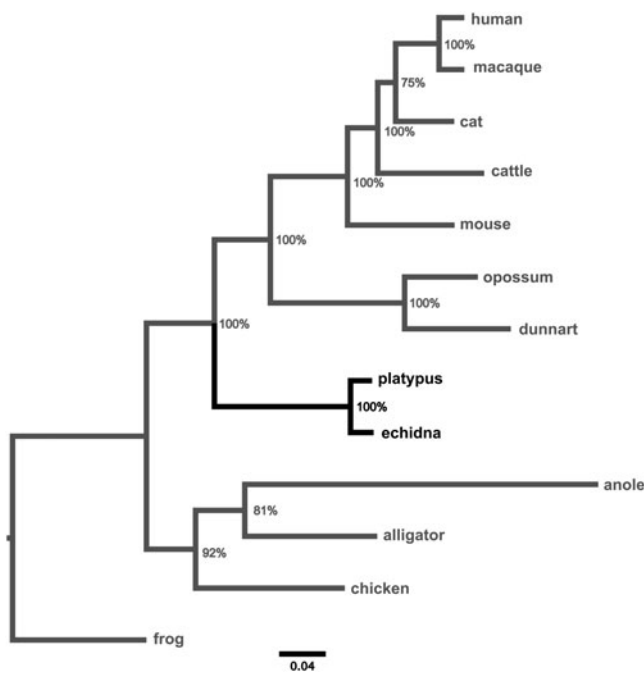 human
100%
macaque
75%
cat
100%
cattle
100%
mouse
100%
opossum
100%
dunnart
100%
platypus
100%
echidna
anole
81%
alligator
92%
chicken
frog
0.04